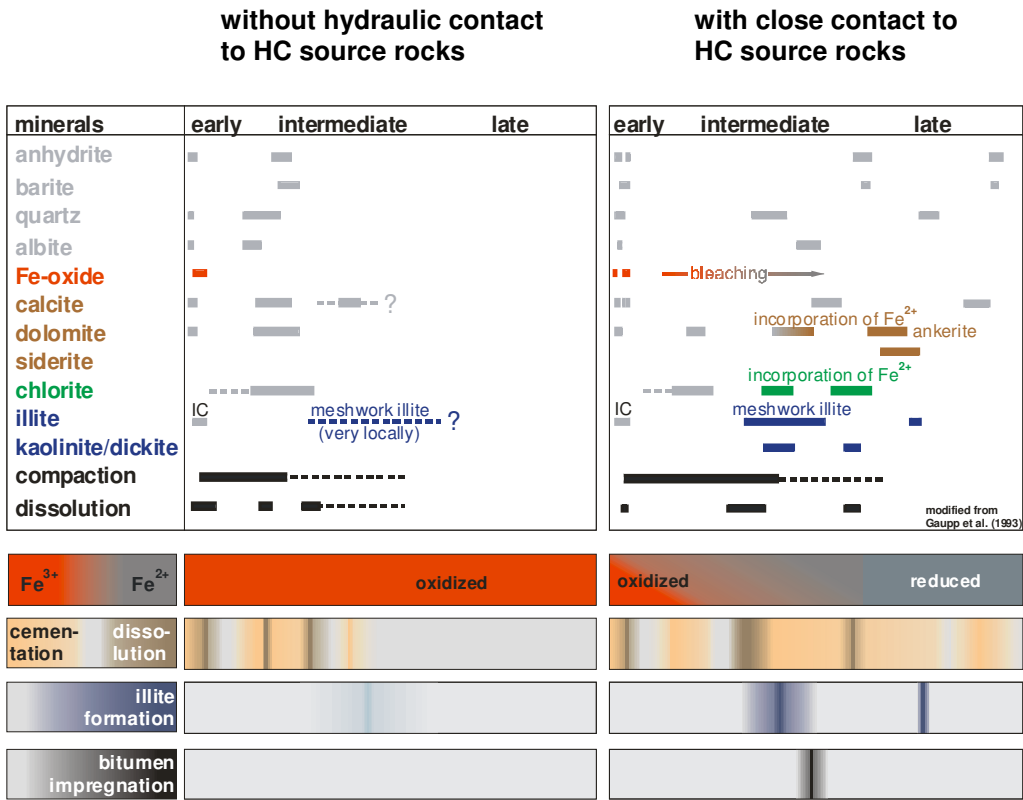 without hydraulic contact
to HC source rocks
with close contact to
HC source rocks
minerals early intermediate late early intermediate late
anhydrite
barite
quartz
albite
Fe-oxide bleaching
calcite ?
incorporation of Fe2+
dolomite ankerite
siderite
incorporation of Fe2+
chlorite
IC meshwork illite IC meshwork illite
illite ?
(very locally)
kaolinite/dickite
compaction
dissolution
modified from
Gaupp et al. (1993)
Fe3+ Fe2+ oxidized oxidized reduced
cemen-
tation
disso-
lution
illite
formation
bitumen
impregnation